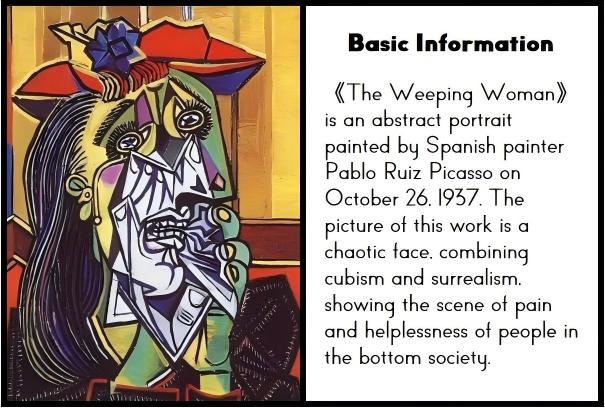 Basic Information
《The Weeping Woman》
is an abstract portrait
painted by Spanish painter
Pablo Ruiz Picasso on
October 26, 1937. The
picture of this work is a
chaotic face, combining
cubism and surrealism,
showing the scene of pain
and helplessness of people in
the bottom society.